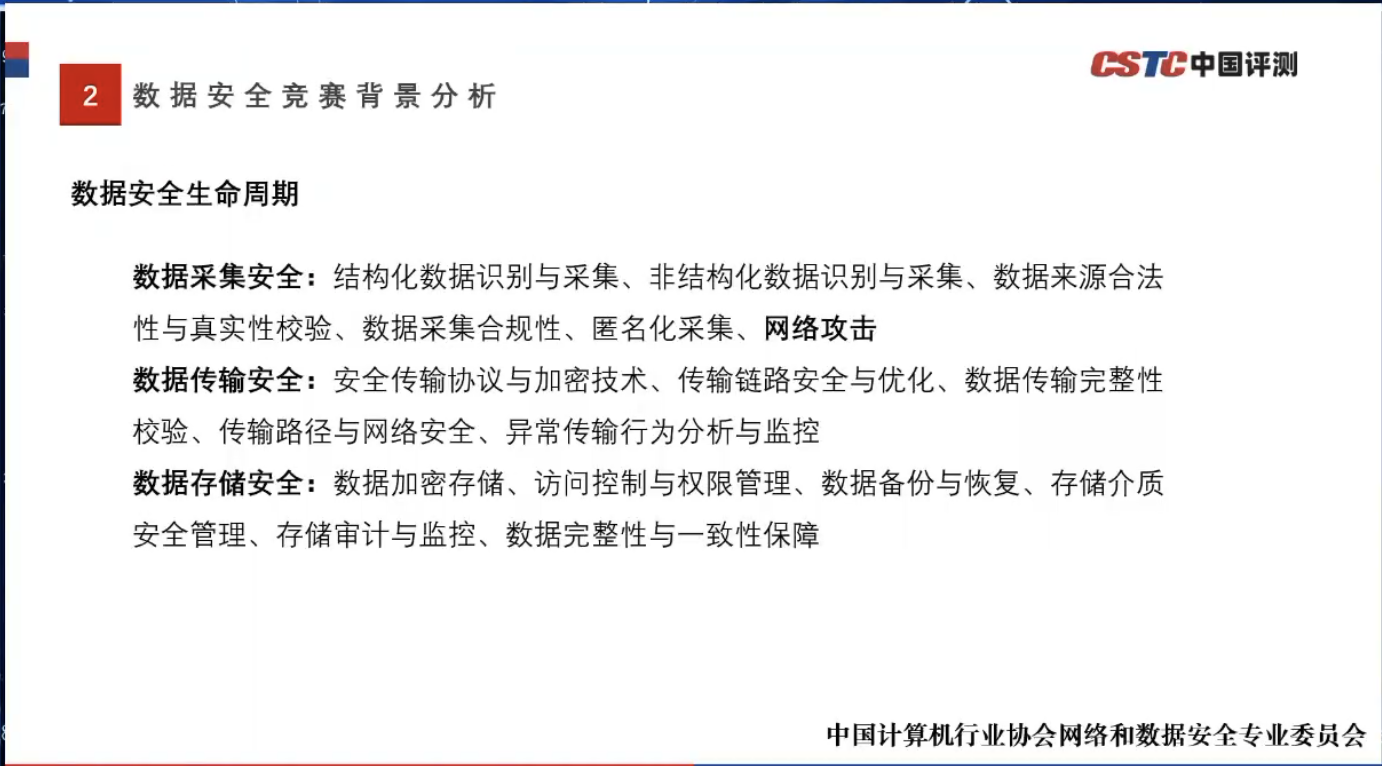 CSTC中国评测
2 数据安全竞赛背景分析
数据安全生命周期
数据采集安全：结构化数据识别与采集、非结构化数据识别与采集、数据来源合法
性与真实性校验、数据采集合规性、匿名化采集、网络攻击
数据传输安全：安全传输协议与加密技术、传输链路安全与优化、数据传输完整性
校验、传输路径与网络安全、异常传输行为分析与监控
数据存储安全：数据加密存储、访问控制与权限管理、数据备份与恢复、存储介质
安全管理、存储审计与监控、数据完整性与一致性保障
中国计算机行业协会网络和数据安全专业委员会